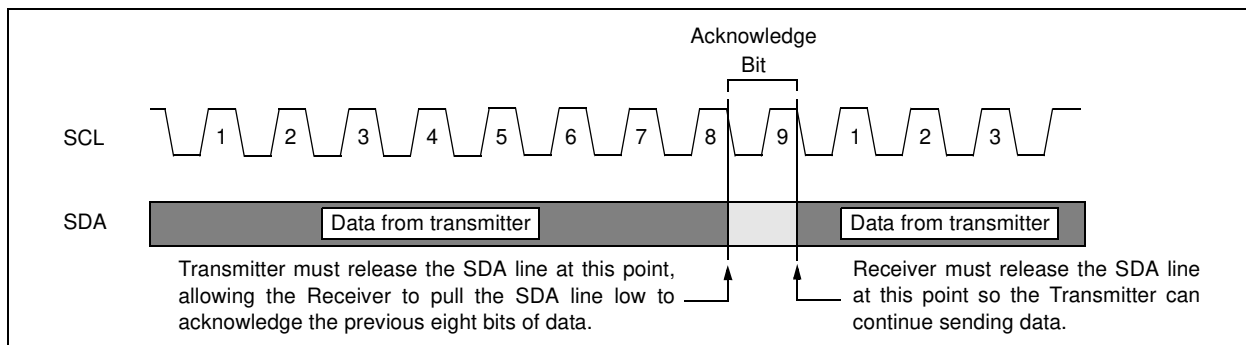 Acknowledge
Bit
SCL 1 2 3 4 5 6 7 8 9 1 2 3
SDA Data from transmitter Data from transmitter
Transmitter must release the SDA line at this point,
allowing the Receiver to pull the SDA line low to
acknowledge the previous eight bits of data.
Receiver must release the SDA line
at this point so the Transmitter can
continue sending data.